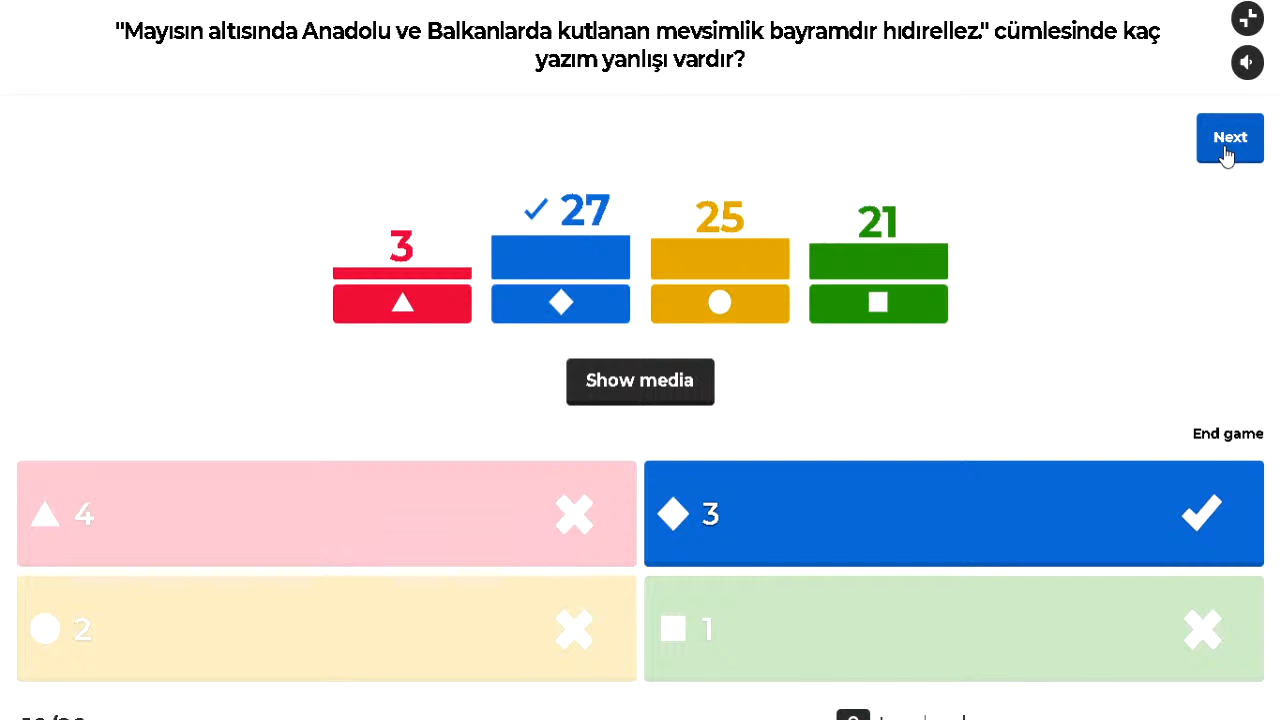 "Mayısın altısında Anadolu ve Balkanlarda kutlanan mevsimlik bayramdır hıdırellez." cümlesinde kaç
yazım yanlışı vardır?
Next
3
27
25
21
Show media
End game
4
3
2
1